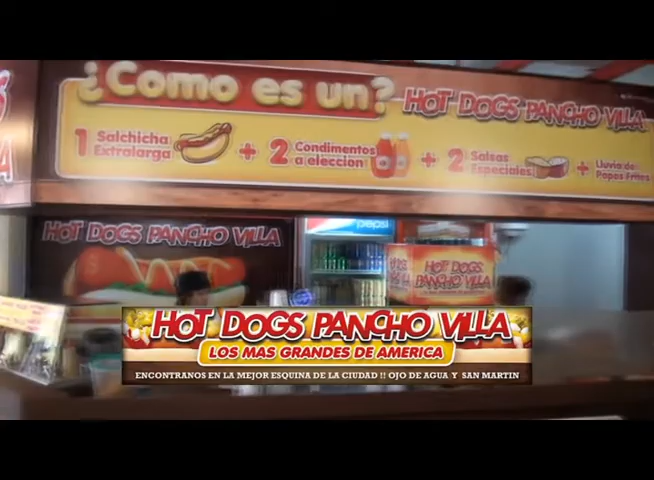 ¿Como es un? HOT DOGS PANCHO VILLA
1 Salchicha Extralarga + 2 Condimentos a eleccion + 2 Salsas Especiales + Lluvia de Papas Fritas
HOT DOGS PANCHO VILLA
pepsi
HOT DOGS PANCHO VILLA
HOT DOGS PANCHO VILLA
LOS MAS GRANDES DE AMERICA
ENCONTRANOS EN LA MEJOR ESQUINA DE LA CIUDAD !! OJO DE AGUA Y SAN MARTIN